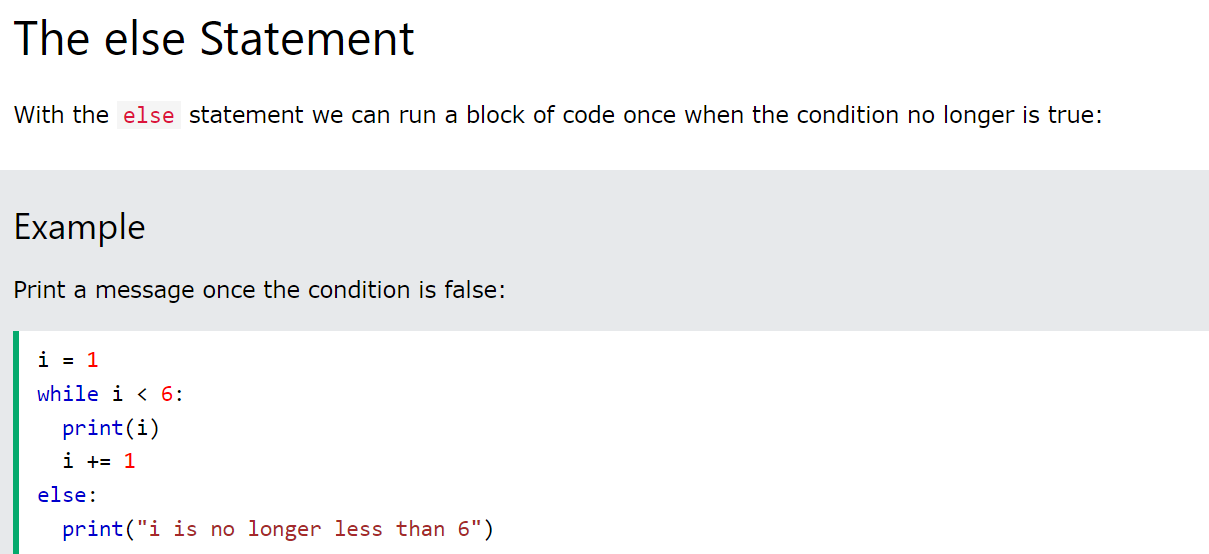 The else Statement
With the else statement we can run a block of code once when the condition no longer is true:
Example
Print a message once the condition is false:
i = 1
while i < 6:
  print(i)
  i += 1
else:
  print("i is no longer less than 6")